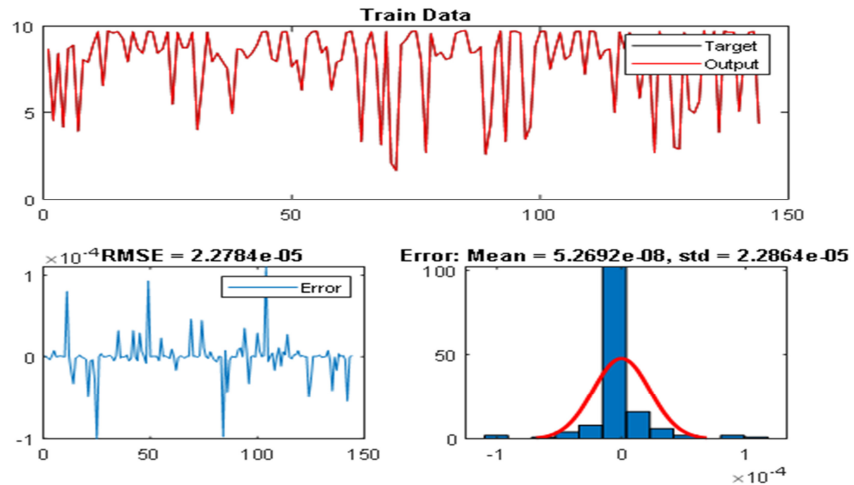 Train Data
10
5
0
Target
Output
0 50 100 150
×10⁻⁴ RMSE = 2.2784e-05
1
0
-1
Error
0 50 100 150
Error: Mean = 5.2692e-08, std = 2.2864e-05
100
50
0
-1 0 1
×10⁻⁴